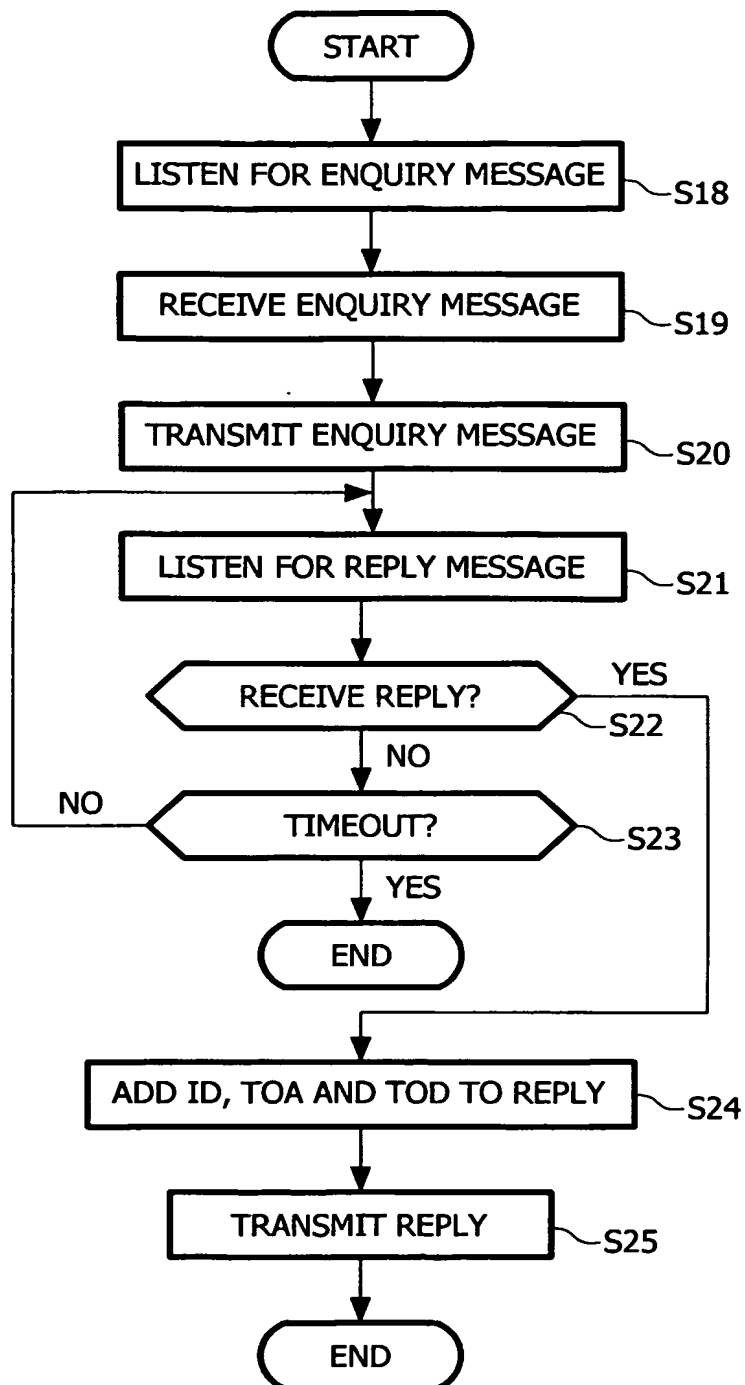 START
LISTEN FOR ENQUIRY MESSAGE
S18
RECEIVE ENQUIRY MESSAGE
S19
TRANSMIT ENQUIRY MESSAGE
S20
LISTEN FOR REPLY MESSAGE
S21
RECEIVE REPLY?
YES
S22
NO
NO
TIMEOUT?
S23
YES
END
ADD ID, TOA AND TOD TO REPLY
S24
TRANSMIT REPLY
S25
END